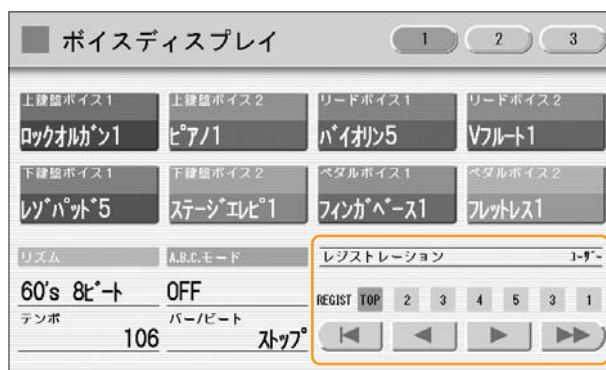 ボイスディスプレイ 1 2 3
上鍵盤ボイス1 上鍵盤ボイス2 リードボイス1 リードボイス2
ロックオルガン1 ピアノ1 バイオリン5 Vフルート1
下鍵盤ボイス1 下鍵盤ボイス2 ペダルボイス1 ペダルボイス2
レゾパッド5 ステージエレピ1 フィンガベース1 フレットレス1
リズム A.B.C.モード レジストレーション ユーザー
60's 8ビート OFF
REGIST TOP 2 3 4 5 3 1
テンポ バー/ビート
106 ストップ